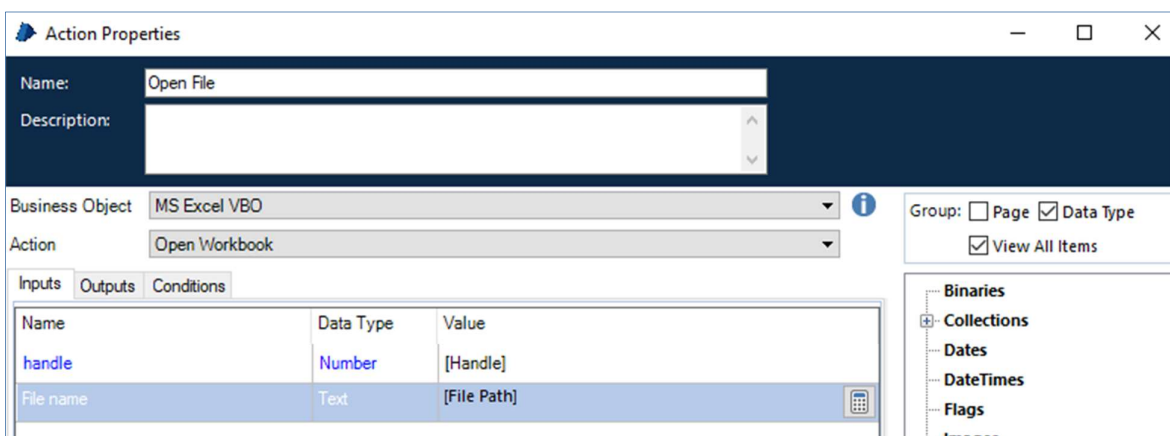 Action Properties
Name: Open File
Description:
Business Object MS Excel VBO
Group: Page Data Type
Action Open Workbook
View All Items
Inputs Outputs Conditions
Binaries
Name Data Type Value
Collections
handle Number [Handle]
Dates
DateTimes
File name Text [File Path]
Flags